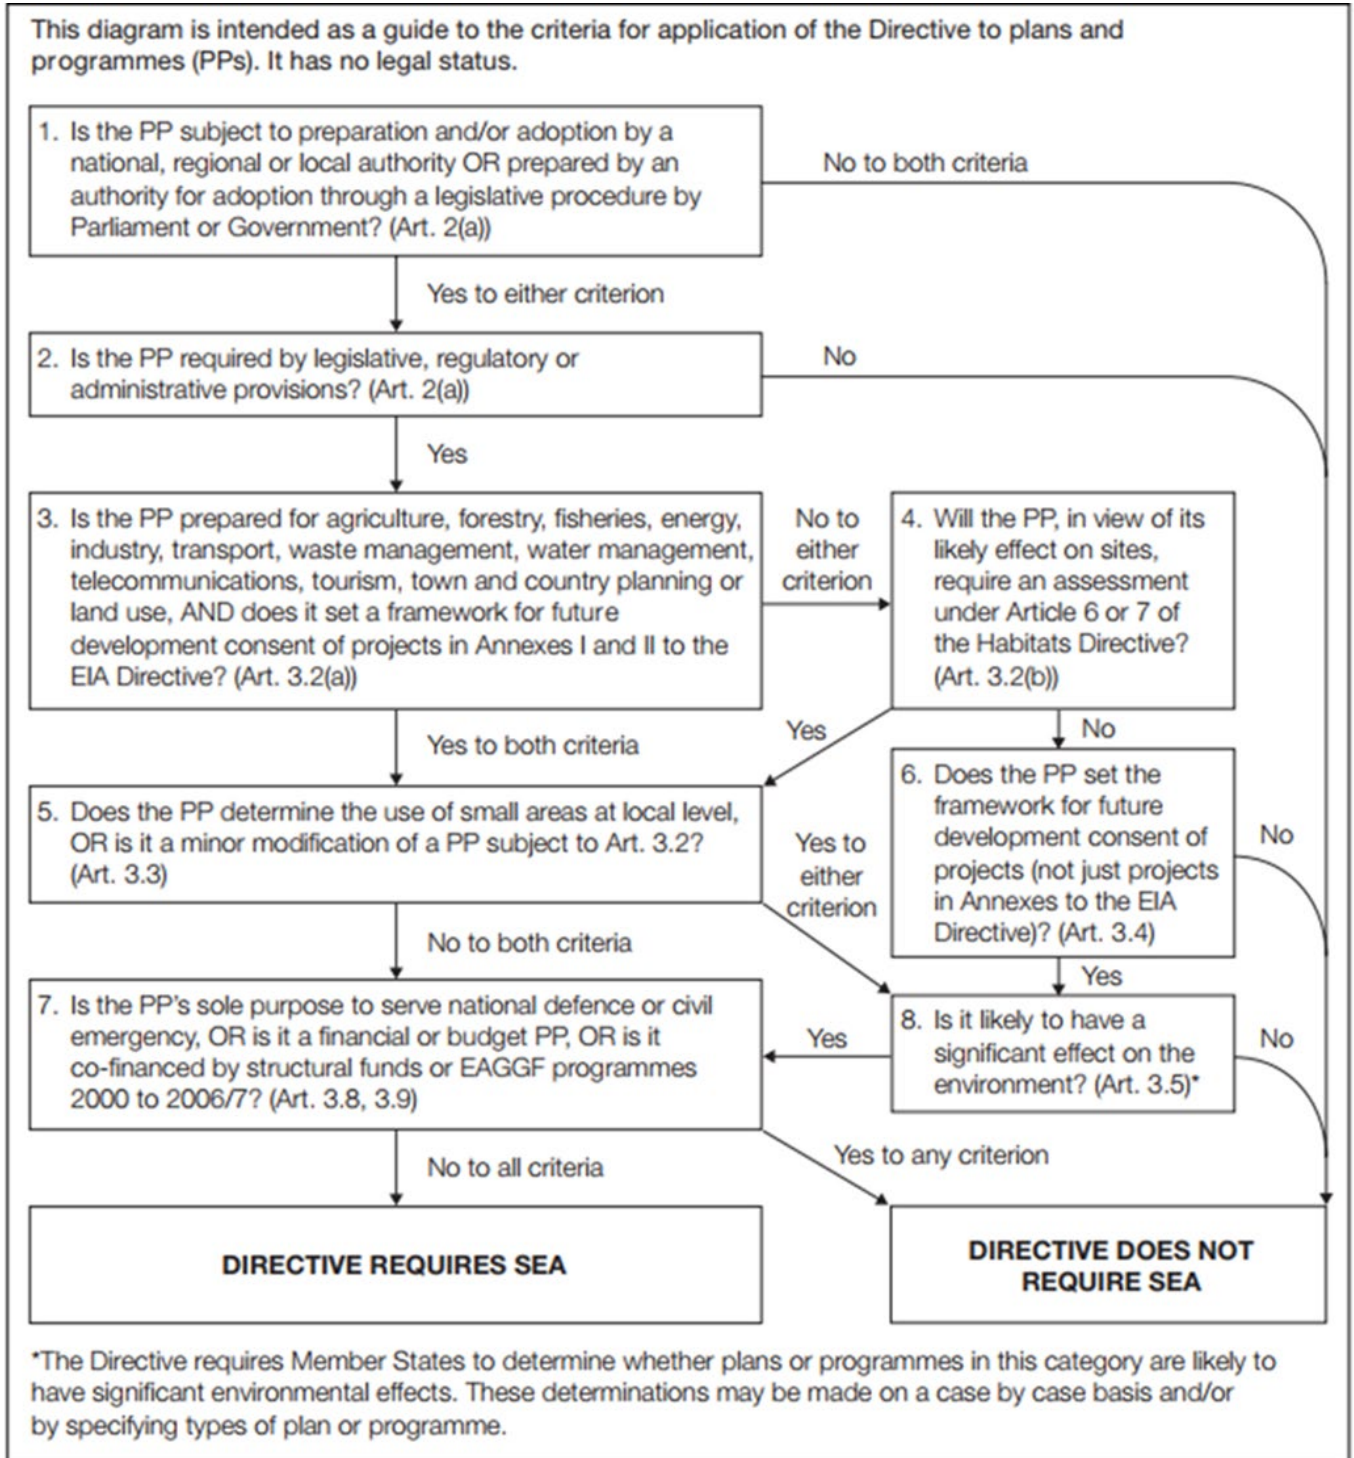 This diagram is intended as a guide to the criteria for application of the Directive to plans and
programmes (PPs). It has no legal status.
1. Is the PP subject to preparation and/or adoption by a
national, regional or local authority OR prepared by an
authority for adoption through a legislative procedure by
Parliament or Government? (Art. 2(a))
No to both criteria
Yes to either criterion
2. Is the PP required by legislative, regulatory or
administrative provisions? (Art. 2(a))
No
Yes
3. Is the PP prepared for agriculture, forestry, fisheries, energy,
industry, transport, waste management, water management,
telecommunications, tourism, town and country planning or
land use, AND does it set a framework for future
development consent of projects in Annexes I and II to the
EIA Directive? (Art. 3.2(a))
No to
either
criterion
4. Will the PP, in view of its
likely effect on sites,
require an assessment
under Article 6 or 7 of
the Habitats Directive?
(Art. 3.2(b))
Yes to both criteria
Yes
No
5. Does the PP determine the use of small areas at local level,
OR is it a minor modification of a PP subject to Art. 3.2?
(Art. 3.3)
Yes to
either
criterion
6. Does the PP set the
framework for future
development consent of
projects (not just projects
in Annexes to the EIA
Directive)? (Art. 3.4)
No
No to both criteria
Yes
7. Is the PP's sole purpose to serve national defence or civil
emergency, OR is it a financial or budget PP, OR is it
co-financed by structural funds or EAGGF programmes
2000 to 2006/7? (Art. 3.8, 3.9)
Yes
8. Is it likely to have a
significant effect on the
environment? (Art. 3.5)*
No
No to all criteria
Yes to any criterion
DIRECTIVE REQUIRES SEA
DIRECTIVE DOES NOT
REQUIRE SEA
*The Directive requires Member States to determine whether plans or programmes in this category are likely to
have significant environmental effects. These determinations may be made on a case by case basis and/or
by specifying types of plan or programme.